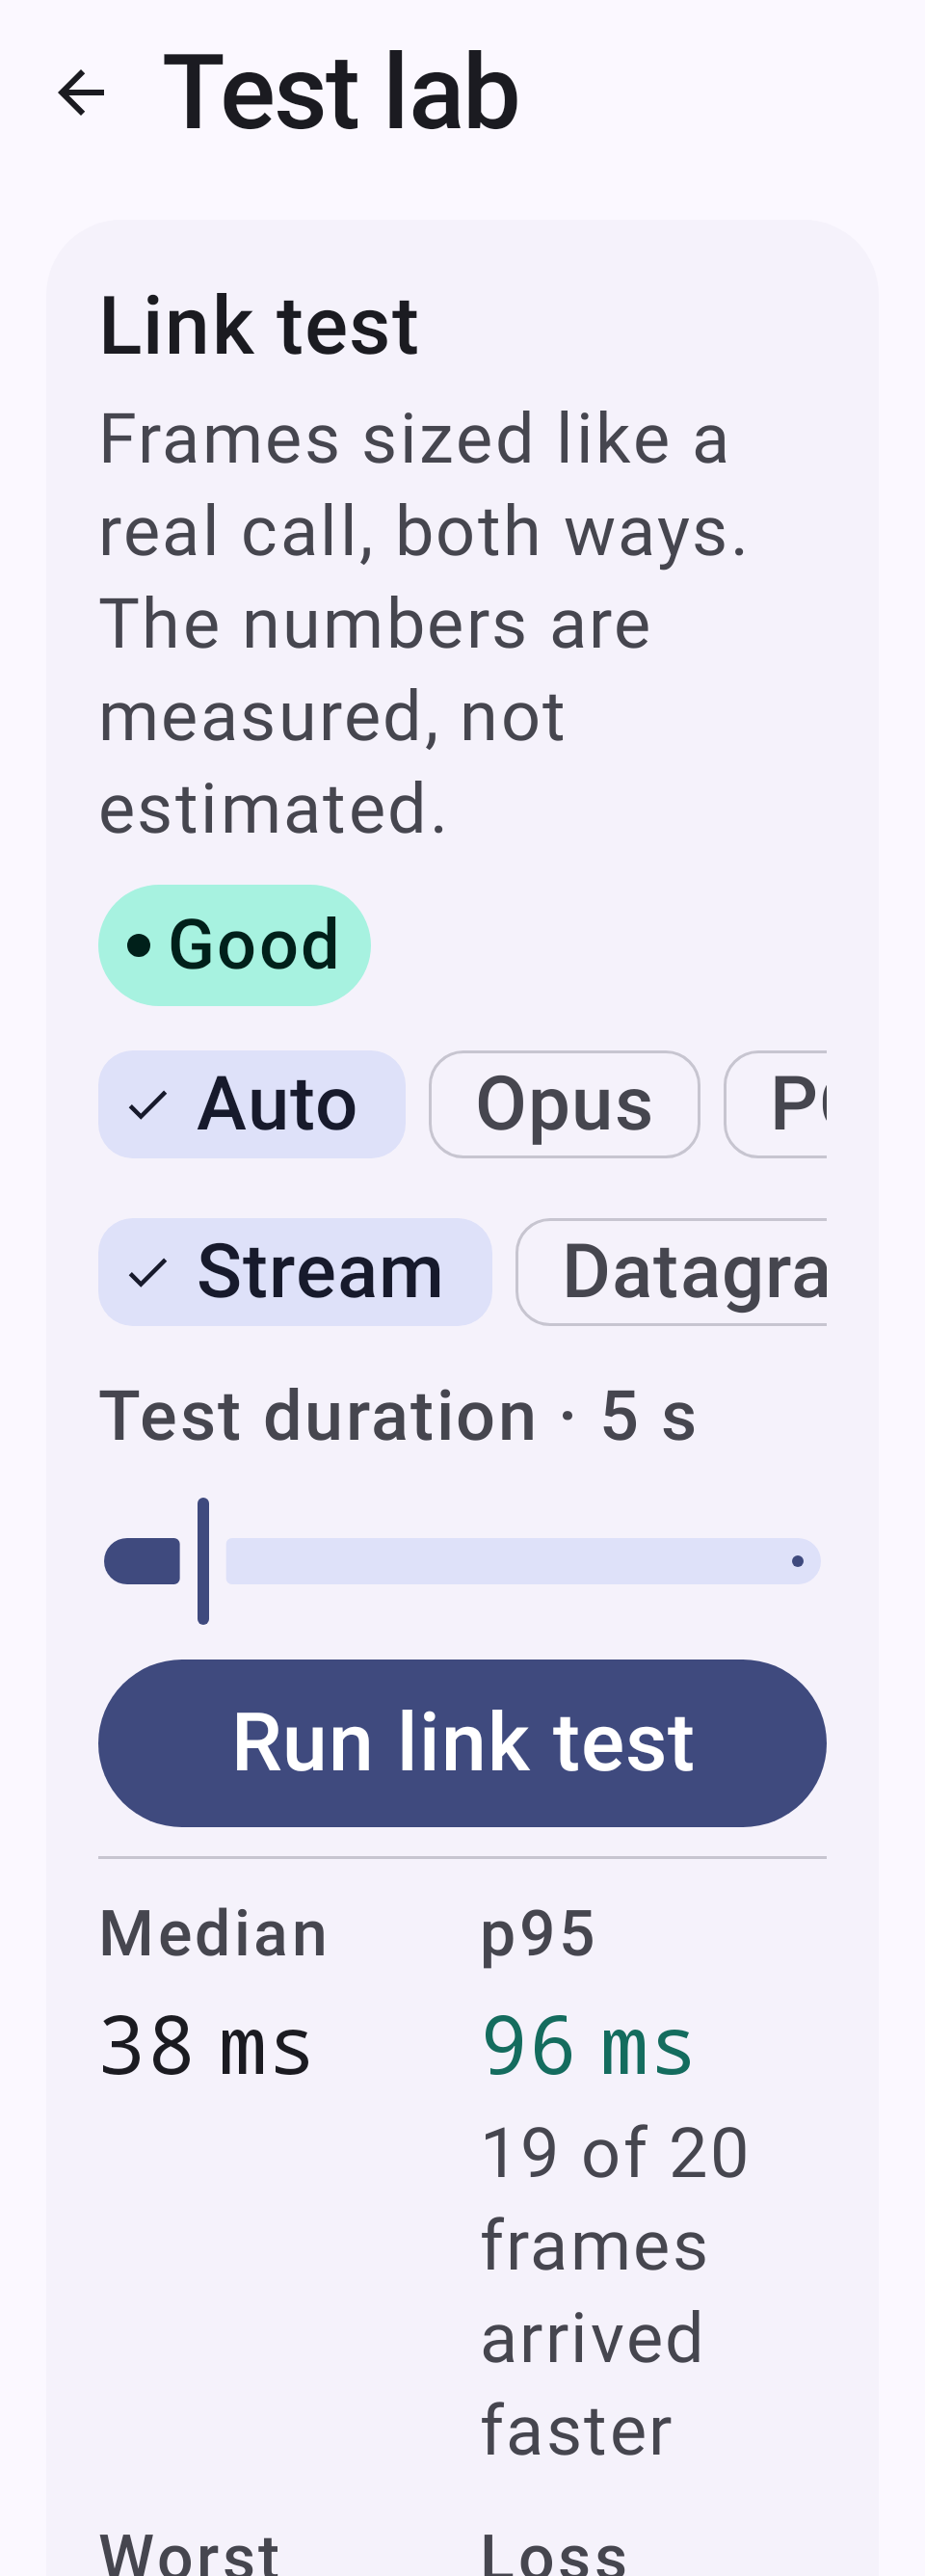 Test lab
Link test
Frames sized like a
real call, both ways.
The numbers are
measured, not
estimated.
Good
Auto Opus
Stream
Test duration · 5 s
Run link test
Median p95
38 ms 96 ms
19 of 20
frames
arrived
faster
Worst Loss